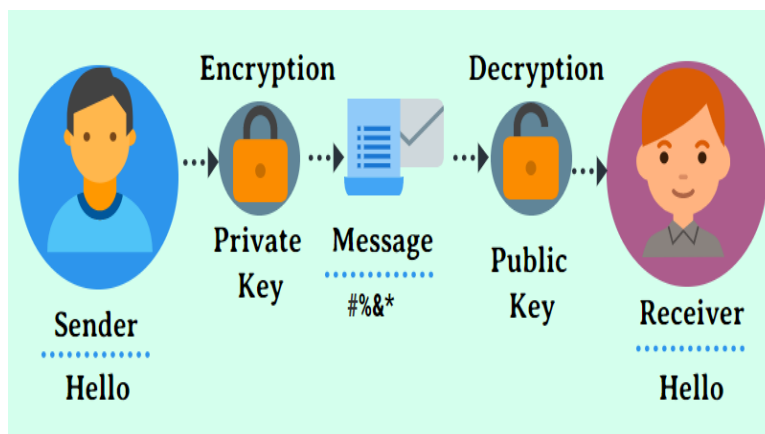 Encryption
Decryption
Private
Key
Message
#%&*
Public
Key
Sender
Hello
Receiver
Hello